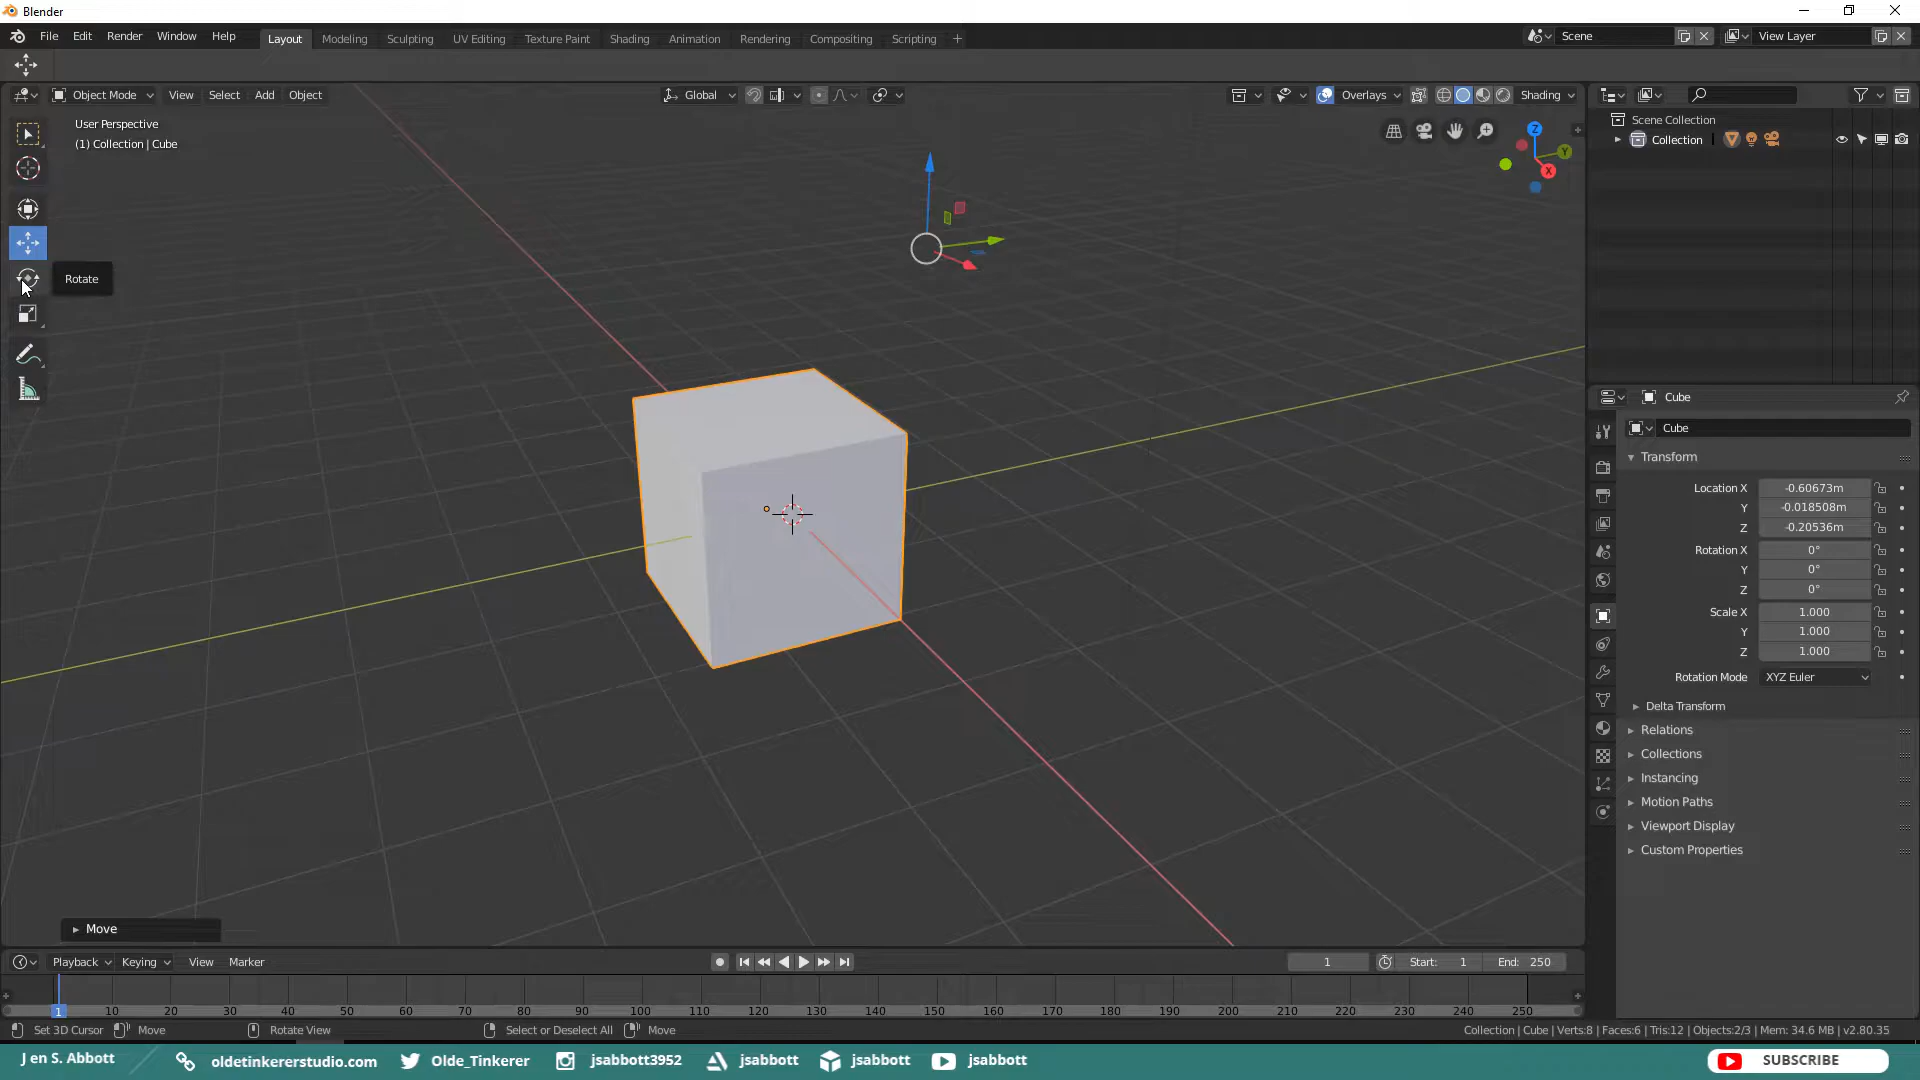 Blender
File Edit Render Window Help Layout Modeling Sculpting UV Editing Texture Paint Shading Animation Rendering Compositing Scripting + Scene View Layer
Object Mode View Select Add Object Global Overlays Shading
User Perspective
(1) Collection | Cube
Z
Y
X
Rotate
Scene Collection
Collection
Cube
Cube
Transform
Location X -0.60673m
Y -0.018508m
Z -0.20536m
Rotation X 0°
Y 0°
Z 0°
Scale X 1.000
Y 1.000
Z 1.000
Rotation Mode XYZ Euler
Delta Transform
Relations
Collections
Instancing
Motion Paths
Viewport Display
Custom Properties
Move
Playback Keying View Marker 1 Start: 1 End: 250
1 10 20 30 40 50 60 70 80 90 100 110 120 130 140 150 160 170 180 190 200 210 220 230 240 250
Set 3D Cursor Move Rotate View Select or Deselect All Move Collection | Cube | Verts:8 | Faces:6 | Tris:12 | Objects:2/3 | Mem: 34.6 MB | v2.80.35
J en S. Abbott oldetinkererstudio.com Olde_Tinkerer jsabbott3952 jsabbott jsabbott jsabbott SUBSCRIBE